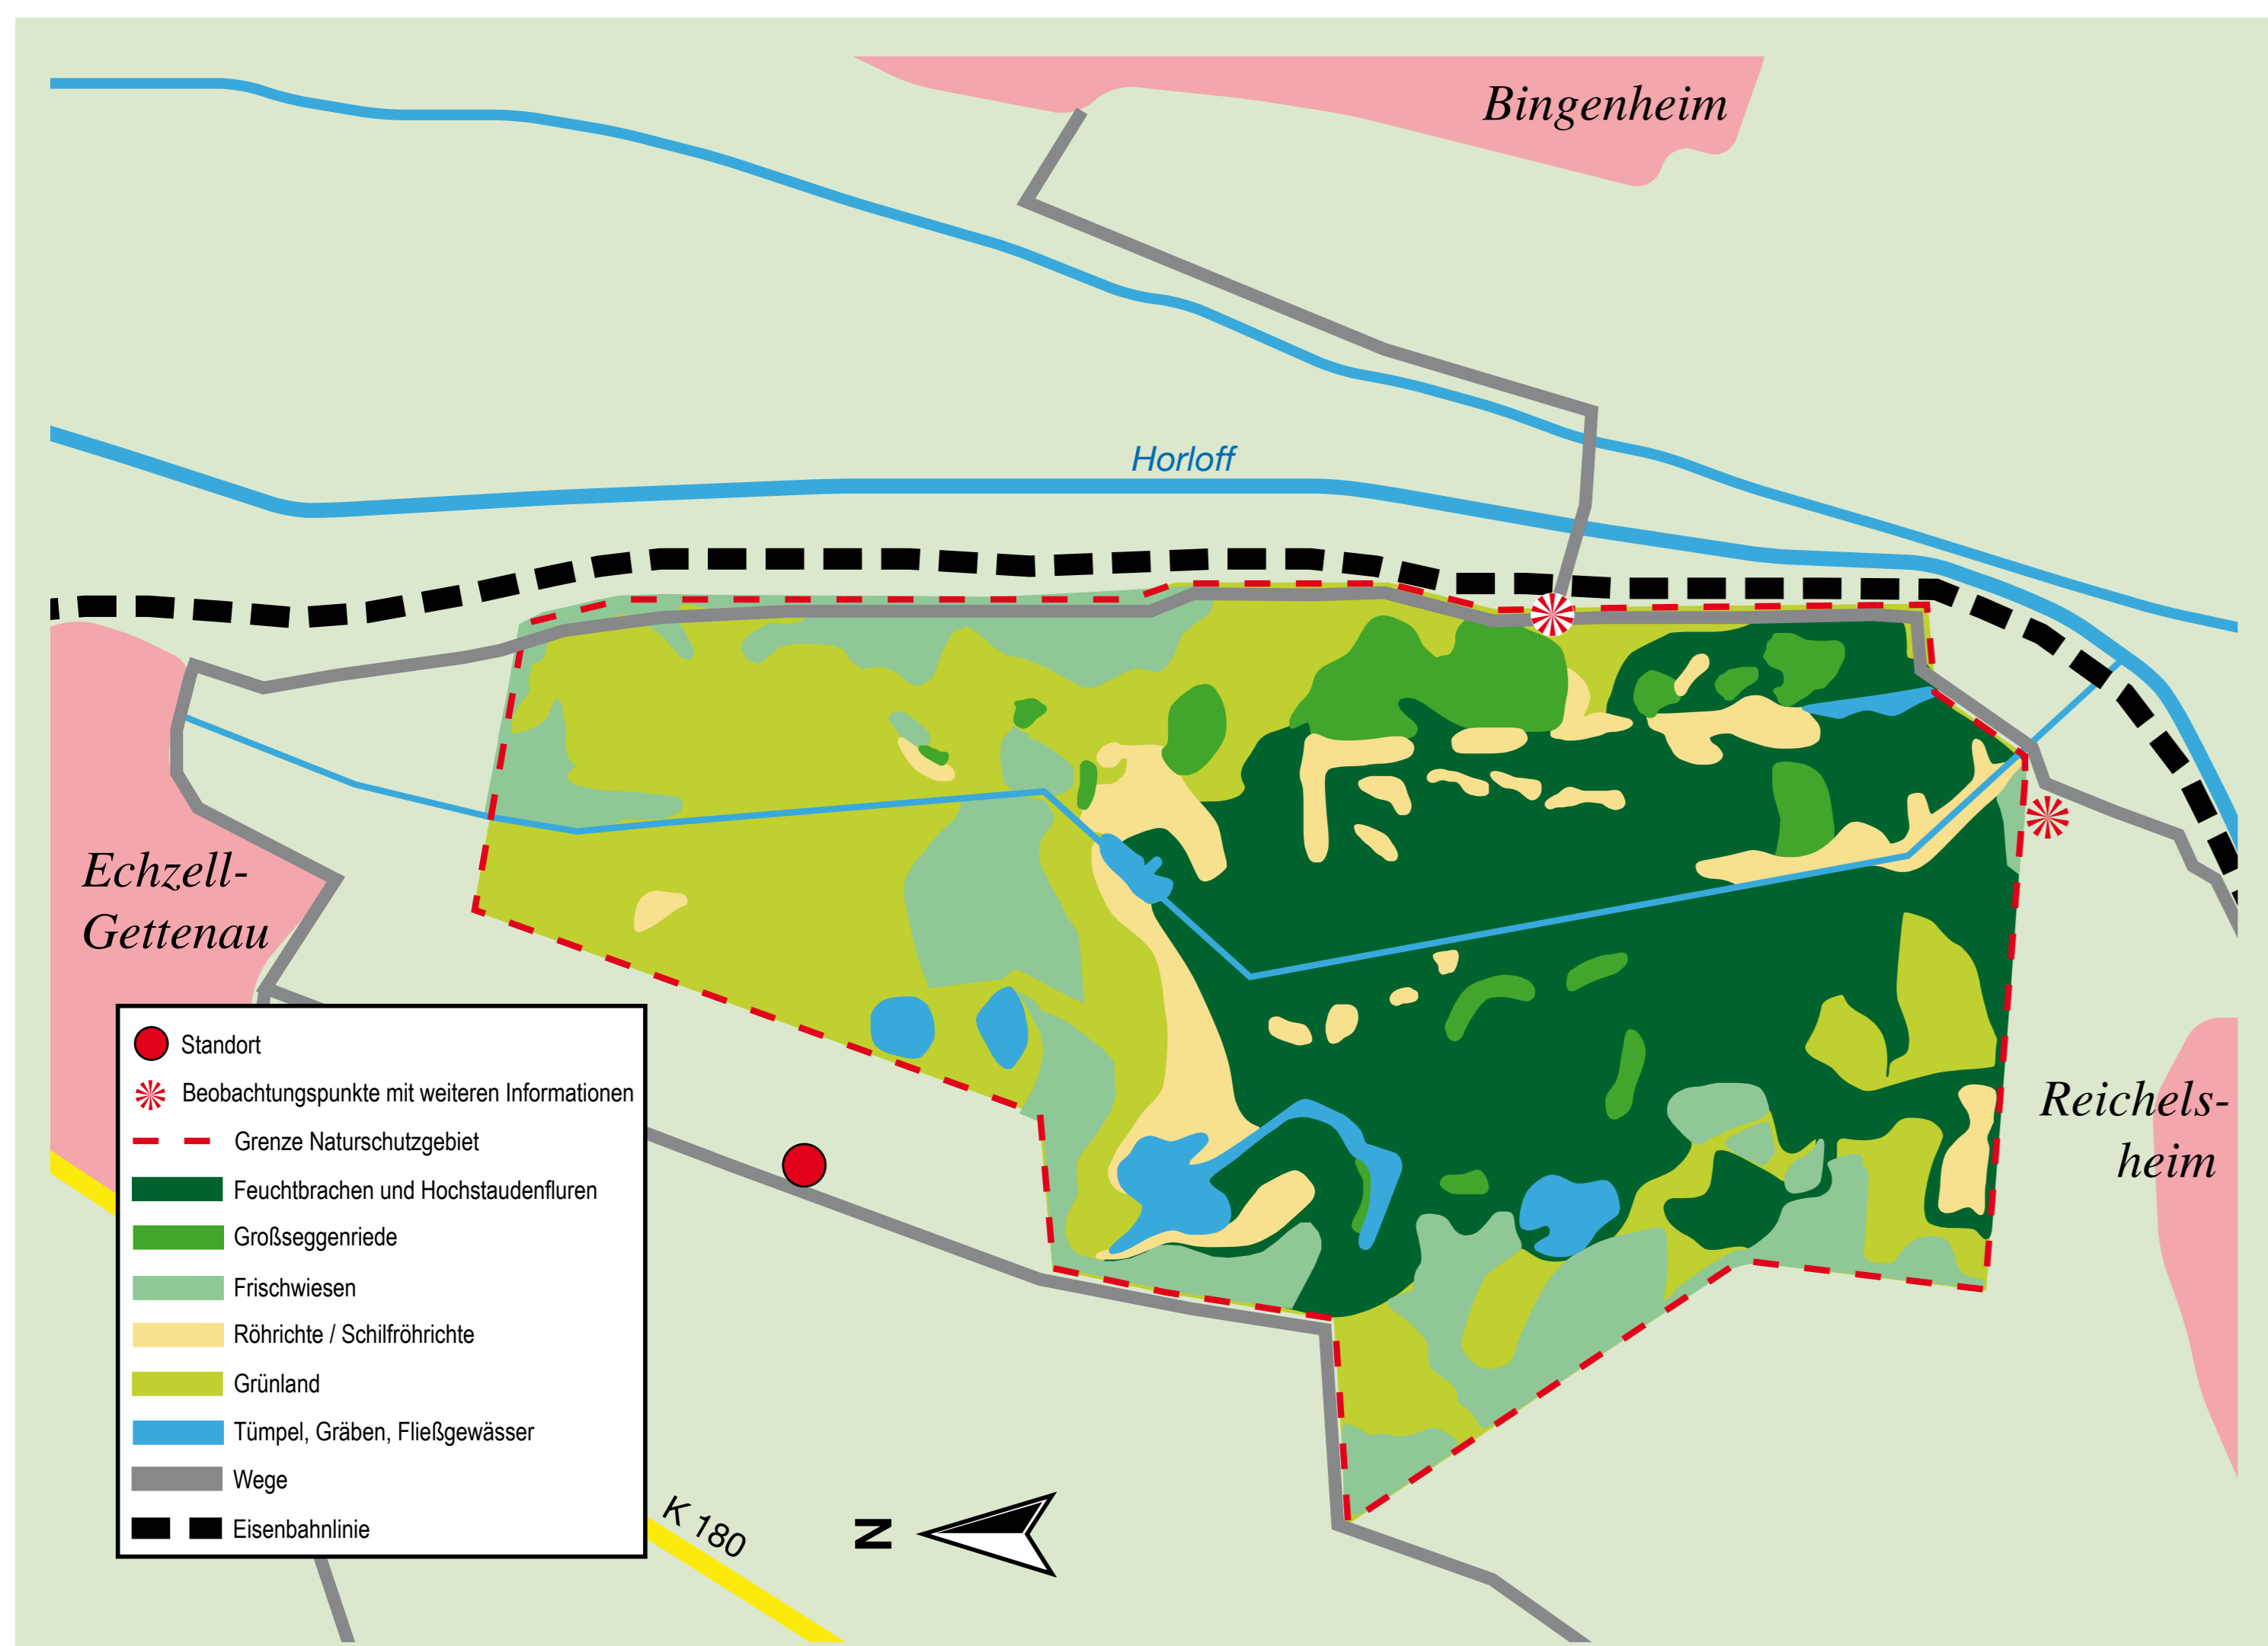 Bingenheim
Horloff
Echzell-
Gettenau
Reichels-
heim
Standort
Beobachtungspunkte mit weiteren Informationen
Grenze Naturschutzgebiet
Feuchtbrachen und Hochstaudenfluren
Großseggenriede
Frischwiesen
Röhrichte / Schilfröhrichte
Grünland
Tümpel, Gräben, Fließgewässer
Wege
Eisenbahnlinie
K 180
N